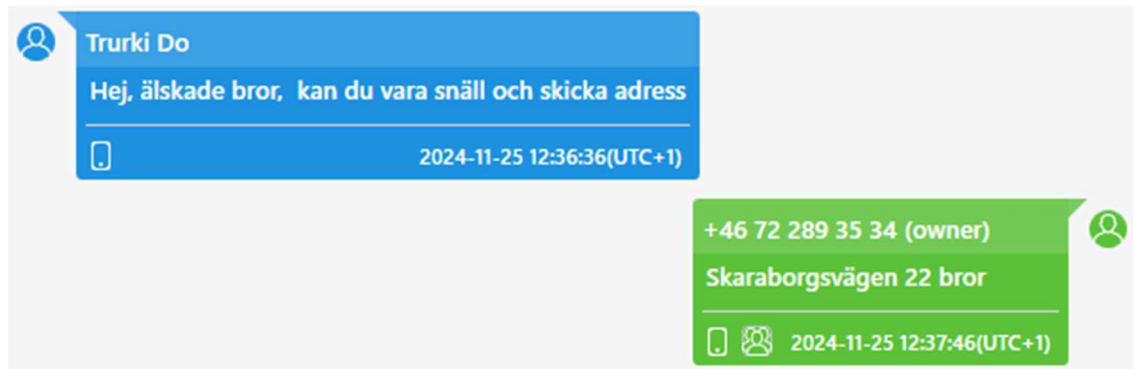 Trurki Do
Hej, älskade bror, kan du vara snäll och skicka adress
2024-11-25 12:36:36(UTC+1)
+46 72 289 35 34 (owner)
Skaraborgsvägen 22 bror
2024-11-25 12:37:46(UTC+1)